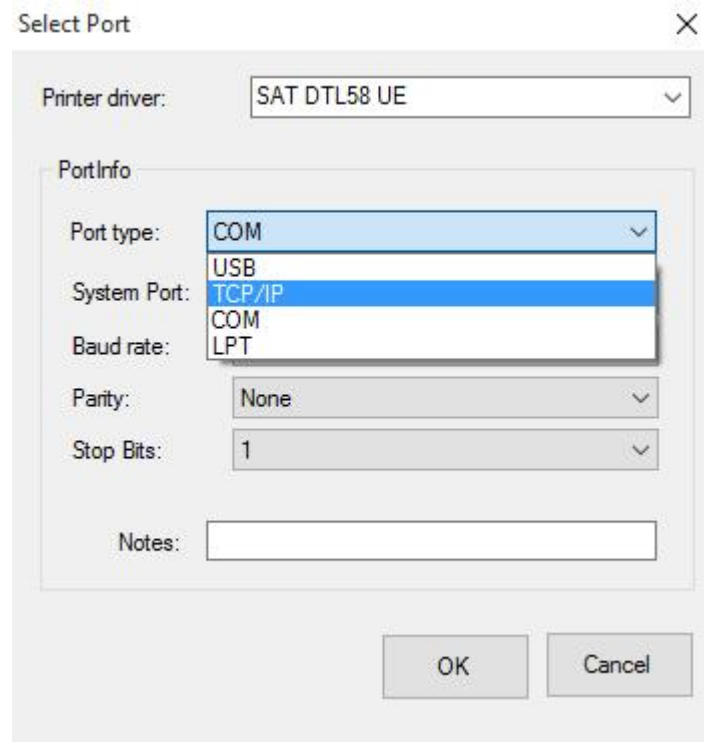 Select Port
Printer driver: SAT DTL58 UE
PortInfo
Port type: COM
USB
System Port: TCP/IP
COM
Baud rate: LPT
Parity: None
Stop Bits: 1
Notes:
OK Cancel